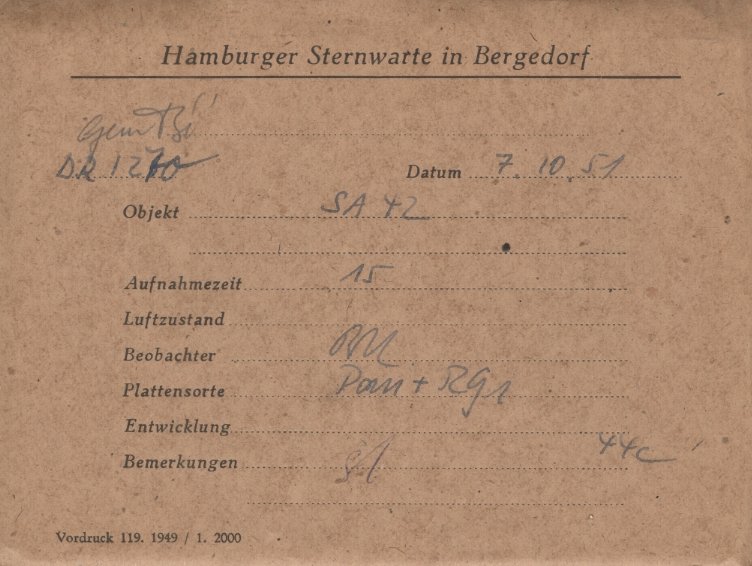 Hamburger Sternwarte in Bergedorf
DR 1270 Datum 7.10.51
Objekt SA 42
Aufnahmezeit 15
Luftzustand
Beobachter
Plattensorte Pan + RG1
Entwicklung
Bemerkungen 44c
Vordruck 119. 1949 / 1. 2000